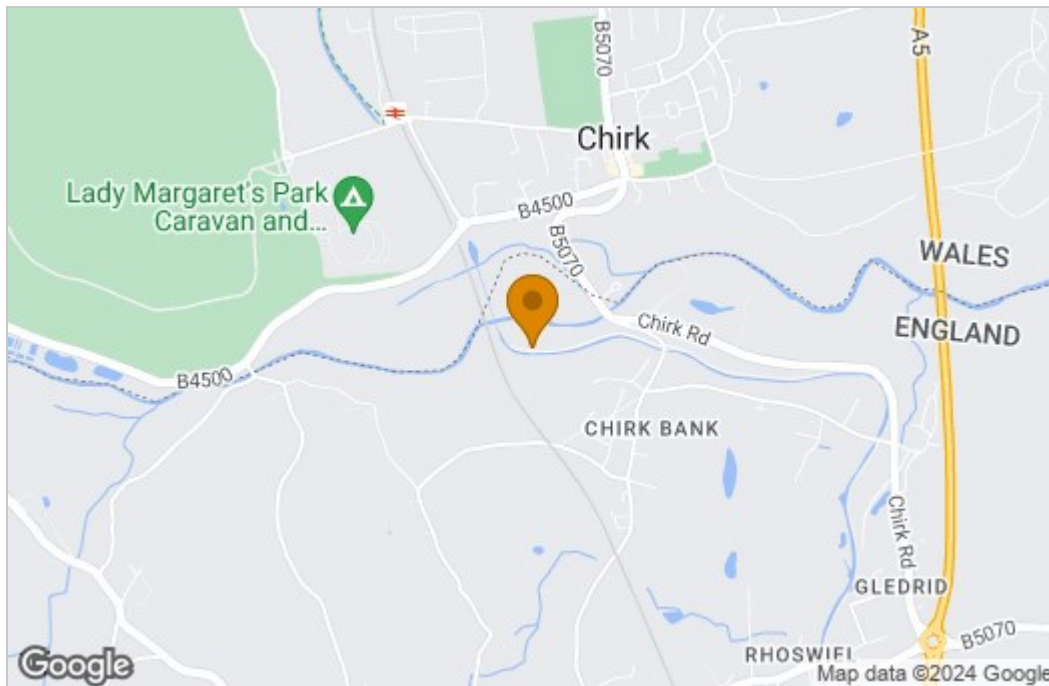 B5070
A5
Chirk
Lady Margaret's Park
Caravan and...
B4500
B5070
WALES
ENGLAND
Chirk Rd
B4500
CHIRK BANK
Chirk Rd
GLEDRID
B5070
RHOSWIEL
Google
Map data ©2024 Google